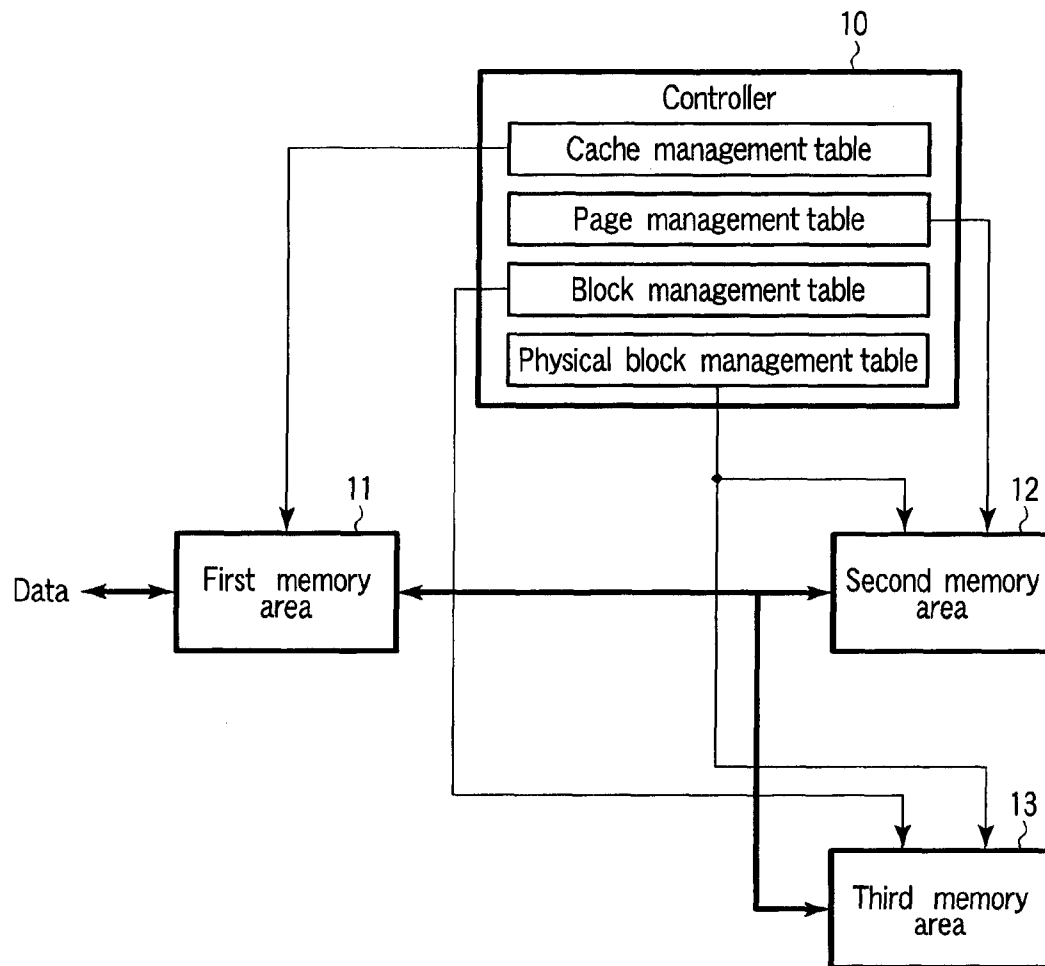 10
Controller
Cache management table
Page management table
Block management table
Physical block management table
11
12
Data
First memory
area
Second memory
area
13
Third memory
area